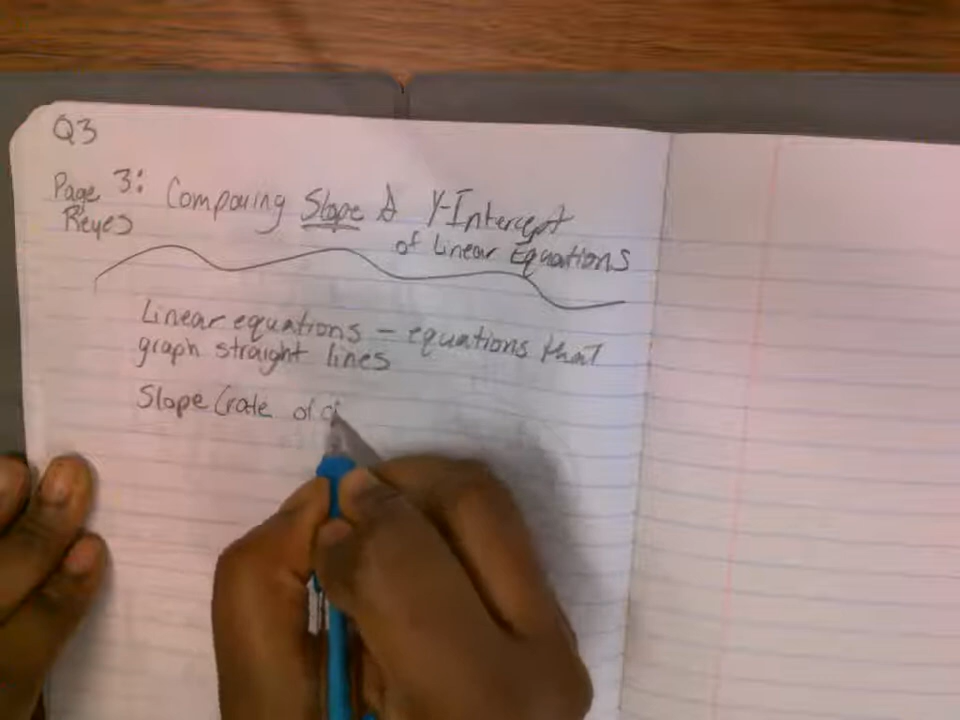 Q3
Page 3: Comparing Slope & Y-Intercept
Reyes
of Linear Equations
Linear equations - equations that
graph straight lines
Slope (rate of c